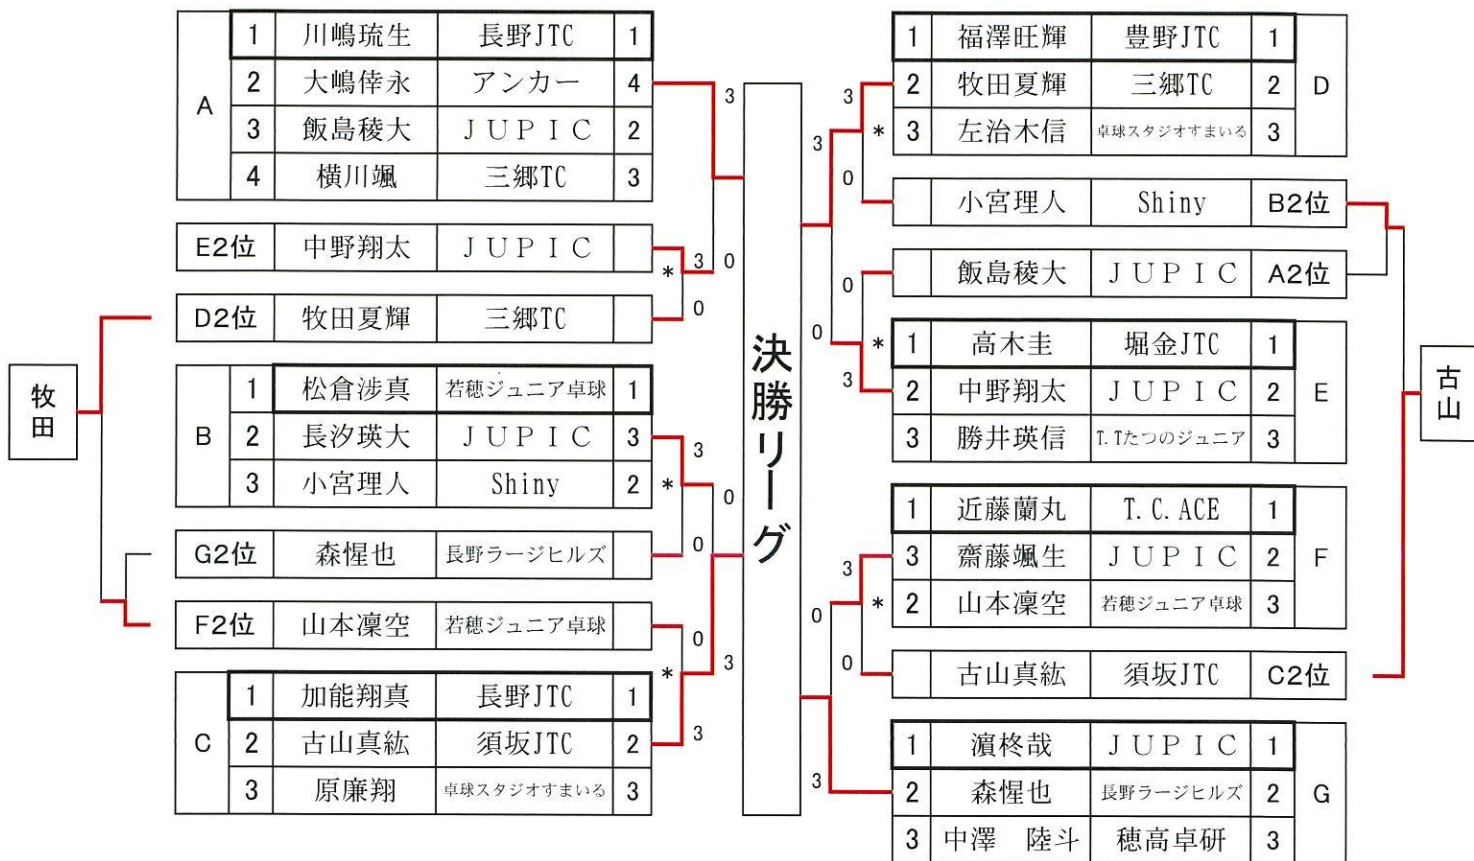 A
1 川嶋琉生 長野JTC 1
2 大嶋倖永 アンカー 4
3 飯島稜大 JUPIC 2
4 横川颯 三郷TC 3
E2位 中野翔太 JUPIC
D2位 牧田夏輝 三郷TC
B
1 松倉渉真 若穂ジュニア卓球 1
2 長汐瑛大 JUPIC 3
3 小宮理人 Shiny 2
G2位 森惺也 長野ラージヒルズ
F2位 山本凜空 若穂ジュニア卓球
C
1 加能翔真 長野JTC 1
2 古山真紘 須坂JTC 2
3 原廉翔 卓球スタジオすまいる 3
牧田
3
0
*
3
0
*
3
0
0
3
*
0
3
決勝リーグ
3
0
0
3
3
*
0
0
*
3
3
*
0
D
1 福澤旺輝 豊野JTC 1
2 牧田夏輝 三郷TC 2
3 左治木信 卓球スタジオすまいる 3
小宮理人 Shiny B2位
飯島稜大 JUPIC A2位
1 高木圭 堀金JTC 1
2 中野翔太 JUPIC 2
3 勝井瑛信 T.Tたつのジュニア 3
E
1 近藤蘭丸 T.C.ACE 1
3 齋藤颯生 JUPIC 2
2 山本凜空 若穂ジュニア卓球 3
F
古山真紘 須坂JTC C2位
1 濵柊哉 JUPIC 1
2 森惺也 長野ラージヒルズ 2
3 中澤 陸斗 穂高卓研 3
G
古山